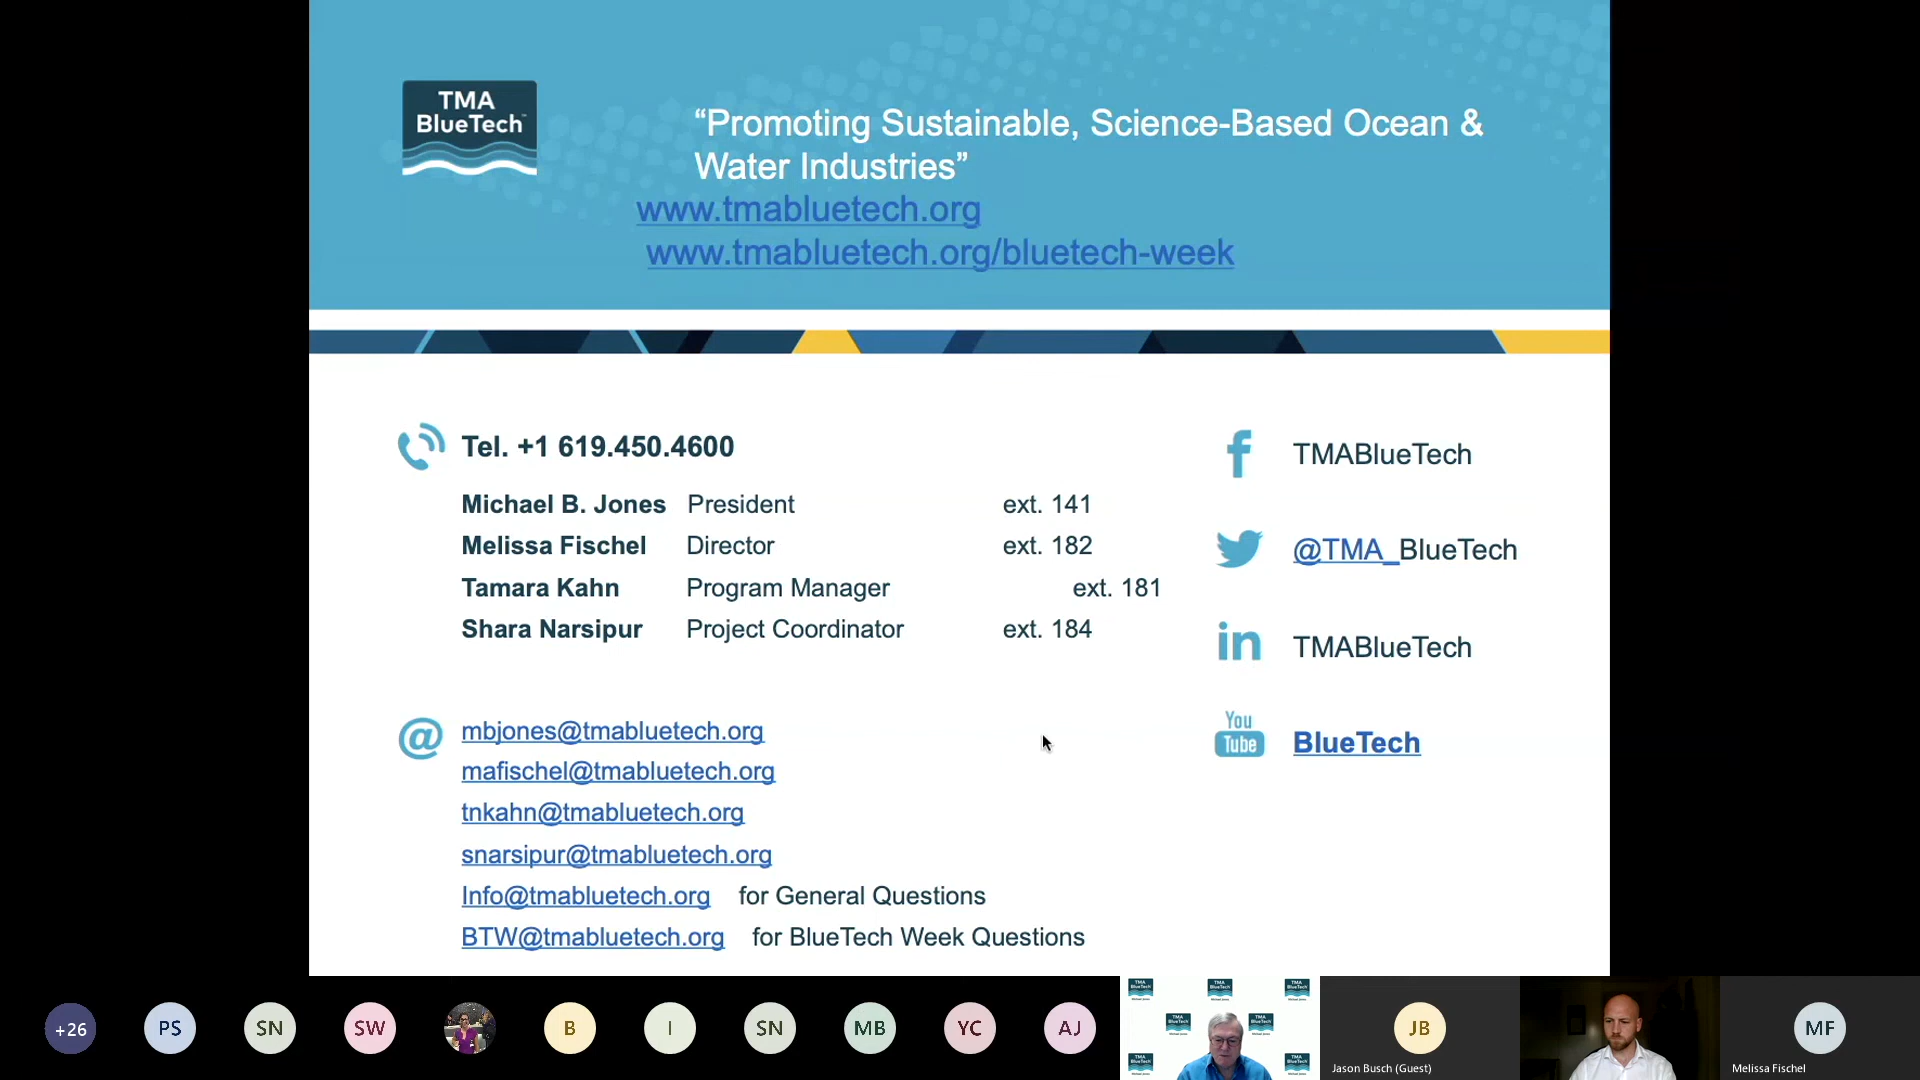 TMA
BlueTech
“Promoting Sustainable, Science-Based Ocean &
Water Industries”
www.tmabluetech.org
www.tmabluetech.org/bluetech-week
Tel. +1 619.450.4600
Michael B. Jones President ext. 141
Melissa Fischel Director ext. 182
Tamara Kahn Program Manager ext. 181
Shara Narsipur Project Coordinator ext. 184
TMABlueTech
@TMA_BlueTech
in TMABlueTech
You Tube BlueTech
@ mbjones@tmabluetech.org
mafischel@tmabluetech.org
tnkahn@tmabluetech.org
snarsipur@tmabluetech.org
Info@tmabluetech.org for General Questions
BTW@tmabluetech.org for BlueTech Week Questions
+26 PS SN SW B I SN MB YC AJ JB MF
Jason Busch (Guest) Melissa Fischel